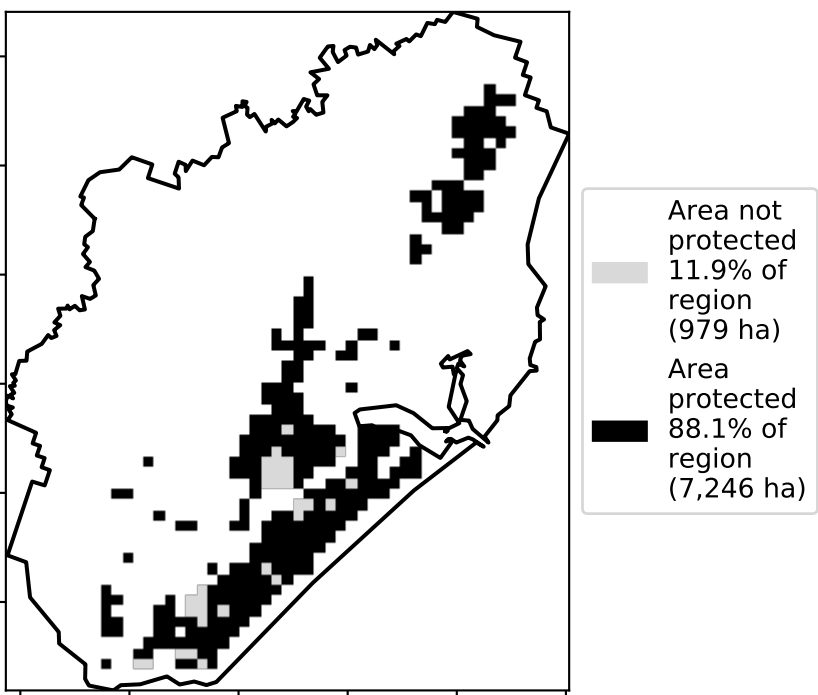 Area not
protected
11.9% of
region
(979 ha)
Area
protected
88.1% of
region
(7,246 ha)